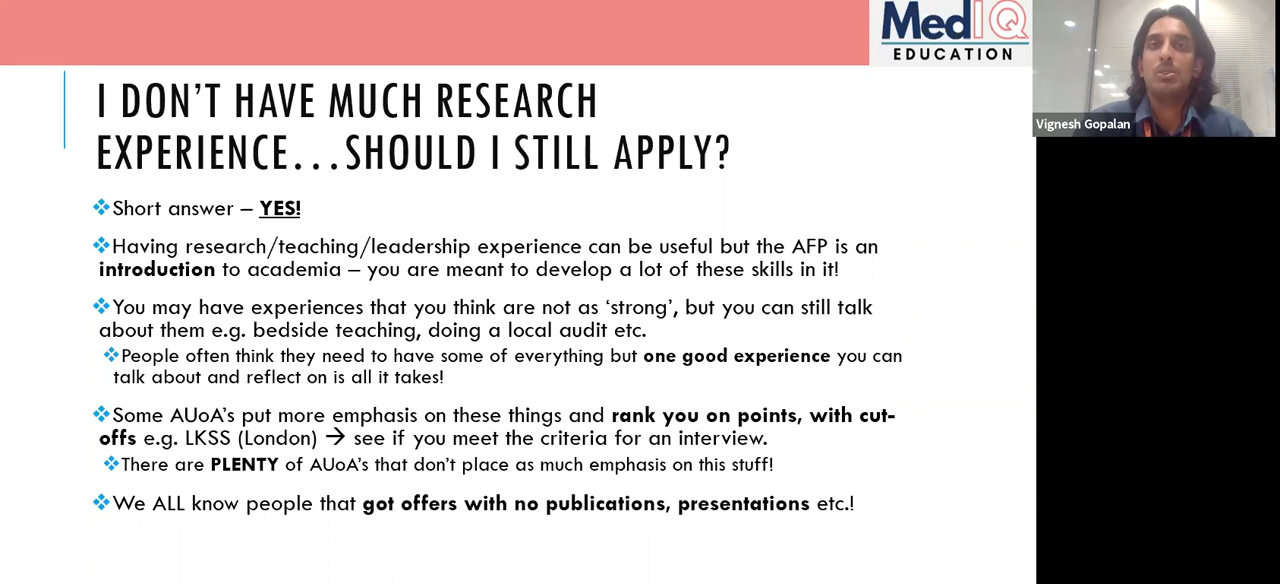 MedIQ
EDUCATION
Vignesh Gopalan
I DON’T HAVE MUCH RESEARCH
EXPERIENCE…SHOULD I STILL APPLY?
❖Short answer – YES!
❖Having research/teaching/leadership experience can be useful but the AFP is an
introduction to academia – you are meant to develop a lot of these skills in it!
❖You may have experiences that you think are not as ‘strong’, but you can still talk
about them e.g. bedside teaching, doing a local audit etc.
❖People often think they need to have some of everything but one good experience you can
talk about and reflect on is all it takes!
❖Some AUoA’s put more emphasis on these things and rank you on points, with cut-
offs e.g. LKSS (London) → see if you meet the criteria for an interview.
❖There are PLENTY of AUoA’s that don’t place as much emphasis on this stuff!
❖We ALL know people that got offers with no publications, presentations etc.!